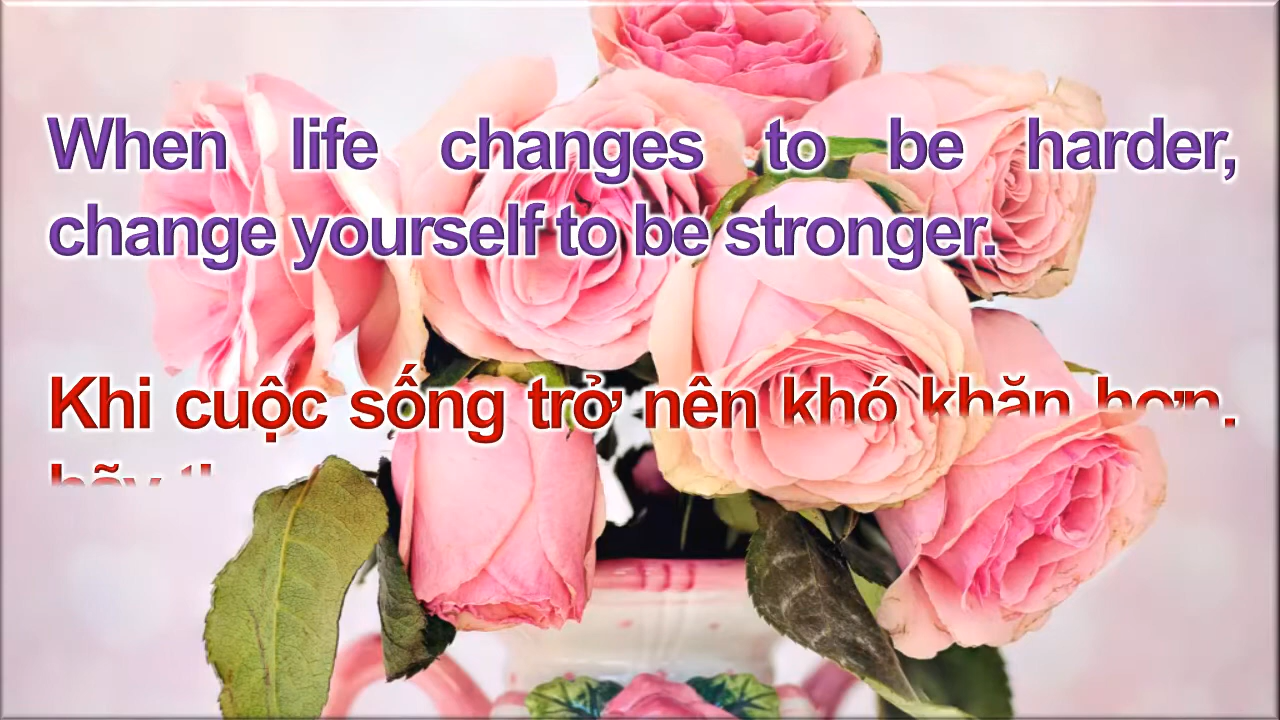 When life changes to be harder,
change yourself to be stronger.
Khi cuộc sống trở nên khó khăn hơn,
hãy